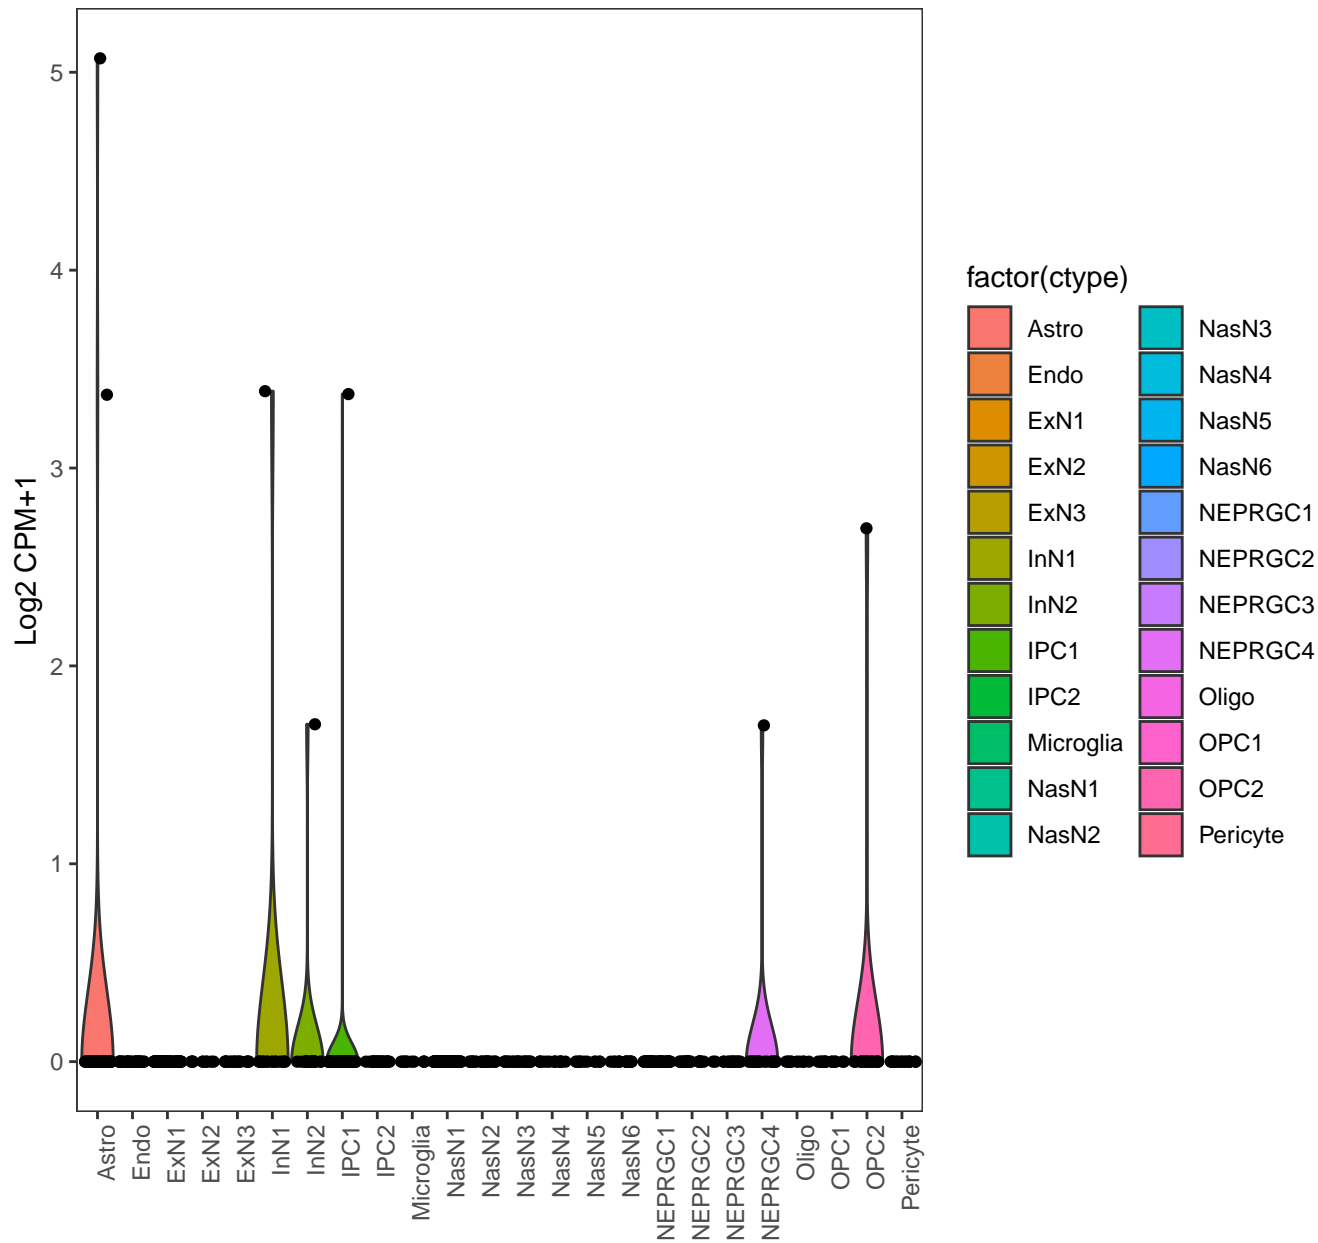 Log2 CPM+1
5
4
3
2
1
0
Astro
Endo
ExN1
ExN2
ExN3
InN1
InN2
IPC1
IPC2
Microglia
NasN1
NasN2
NasN3
NasN4
NasN5
NasN6
NEPRGC1
NEPRGC2
NEPRGC3
NEPRGC4
Oligo
OPC1
OPC2
Pericyte
factor(ctype)
Astro
Endo
ExN1
ExN2
ExN3
InN1
InN2
IPC1
IPC2
Microglia
NasN1
NasN2
NasN3
NasN4
NasN5
NasN6
NEPRGC1
NEPRGC2
NEPRGC3
NEPRGC4
Oligo
OPC1
OPC2
Pericyte